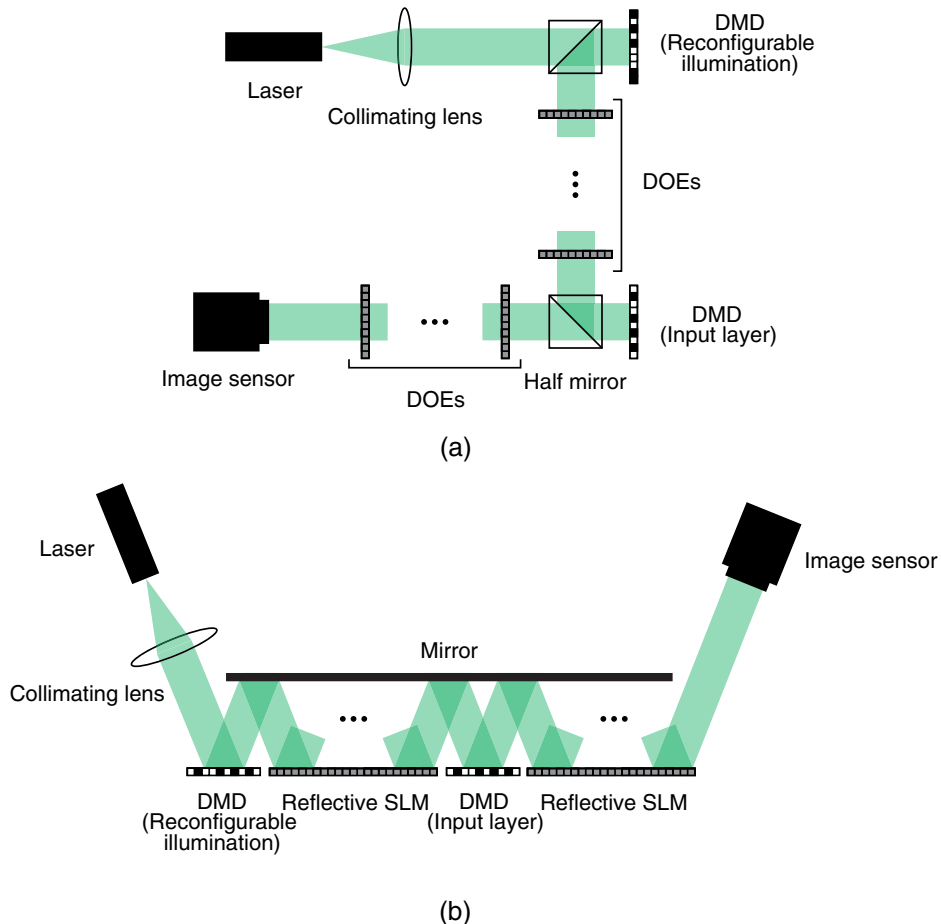 DMD
(Reconfigurable
illumination)
Laser
Collimating lens
DOEs
DMD
(Input layer)
Image sensor
Half mirror
DOEs
(a)
Laser
Image sensor
Mirror
Collimating lens
DMD
(Reconfigurable
illumination)
Reflective SLM
DMD
(Input layer)
Reflective SLM
(b)